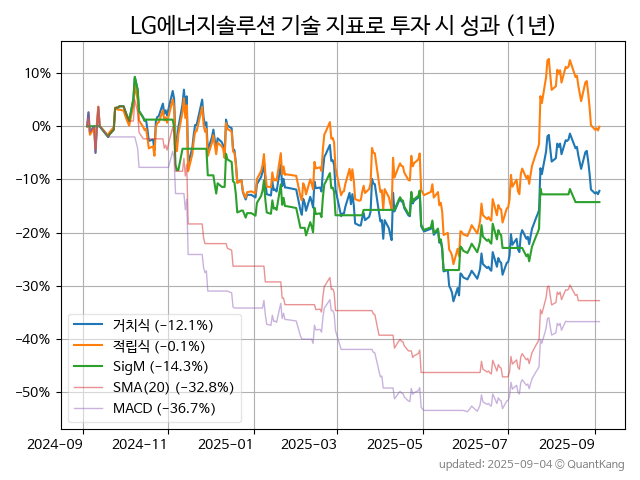 LG에너지솔루션 기술 지표로 투자 시 성과 (1년)
10%
0%
−10%
−20%
−30%
−40%
−50%
거치식 (−12.1%)
적립식 (−0.1%)
SigM (−14.3%)
SMA(20) (−32.8%)
MACD (−36.7%)
2024-09 2024-11 2025-01 2025-03 2025-05 2025-07 2025-09
updated: 2025-09-04 © QuantKang